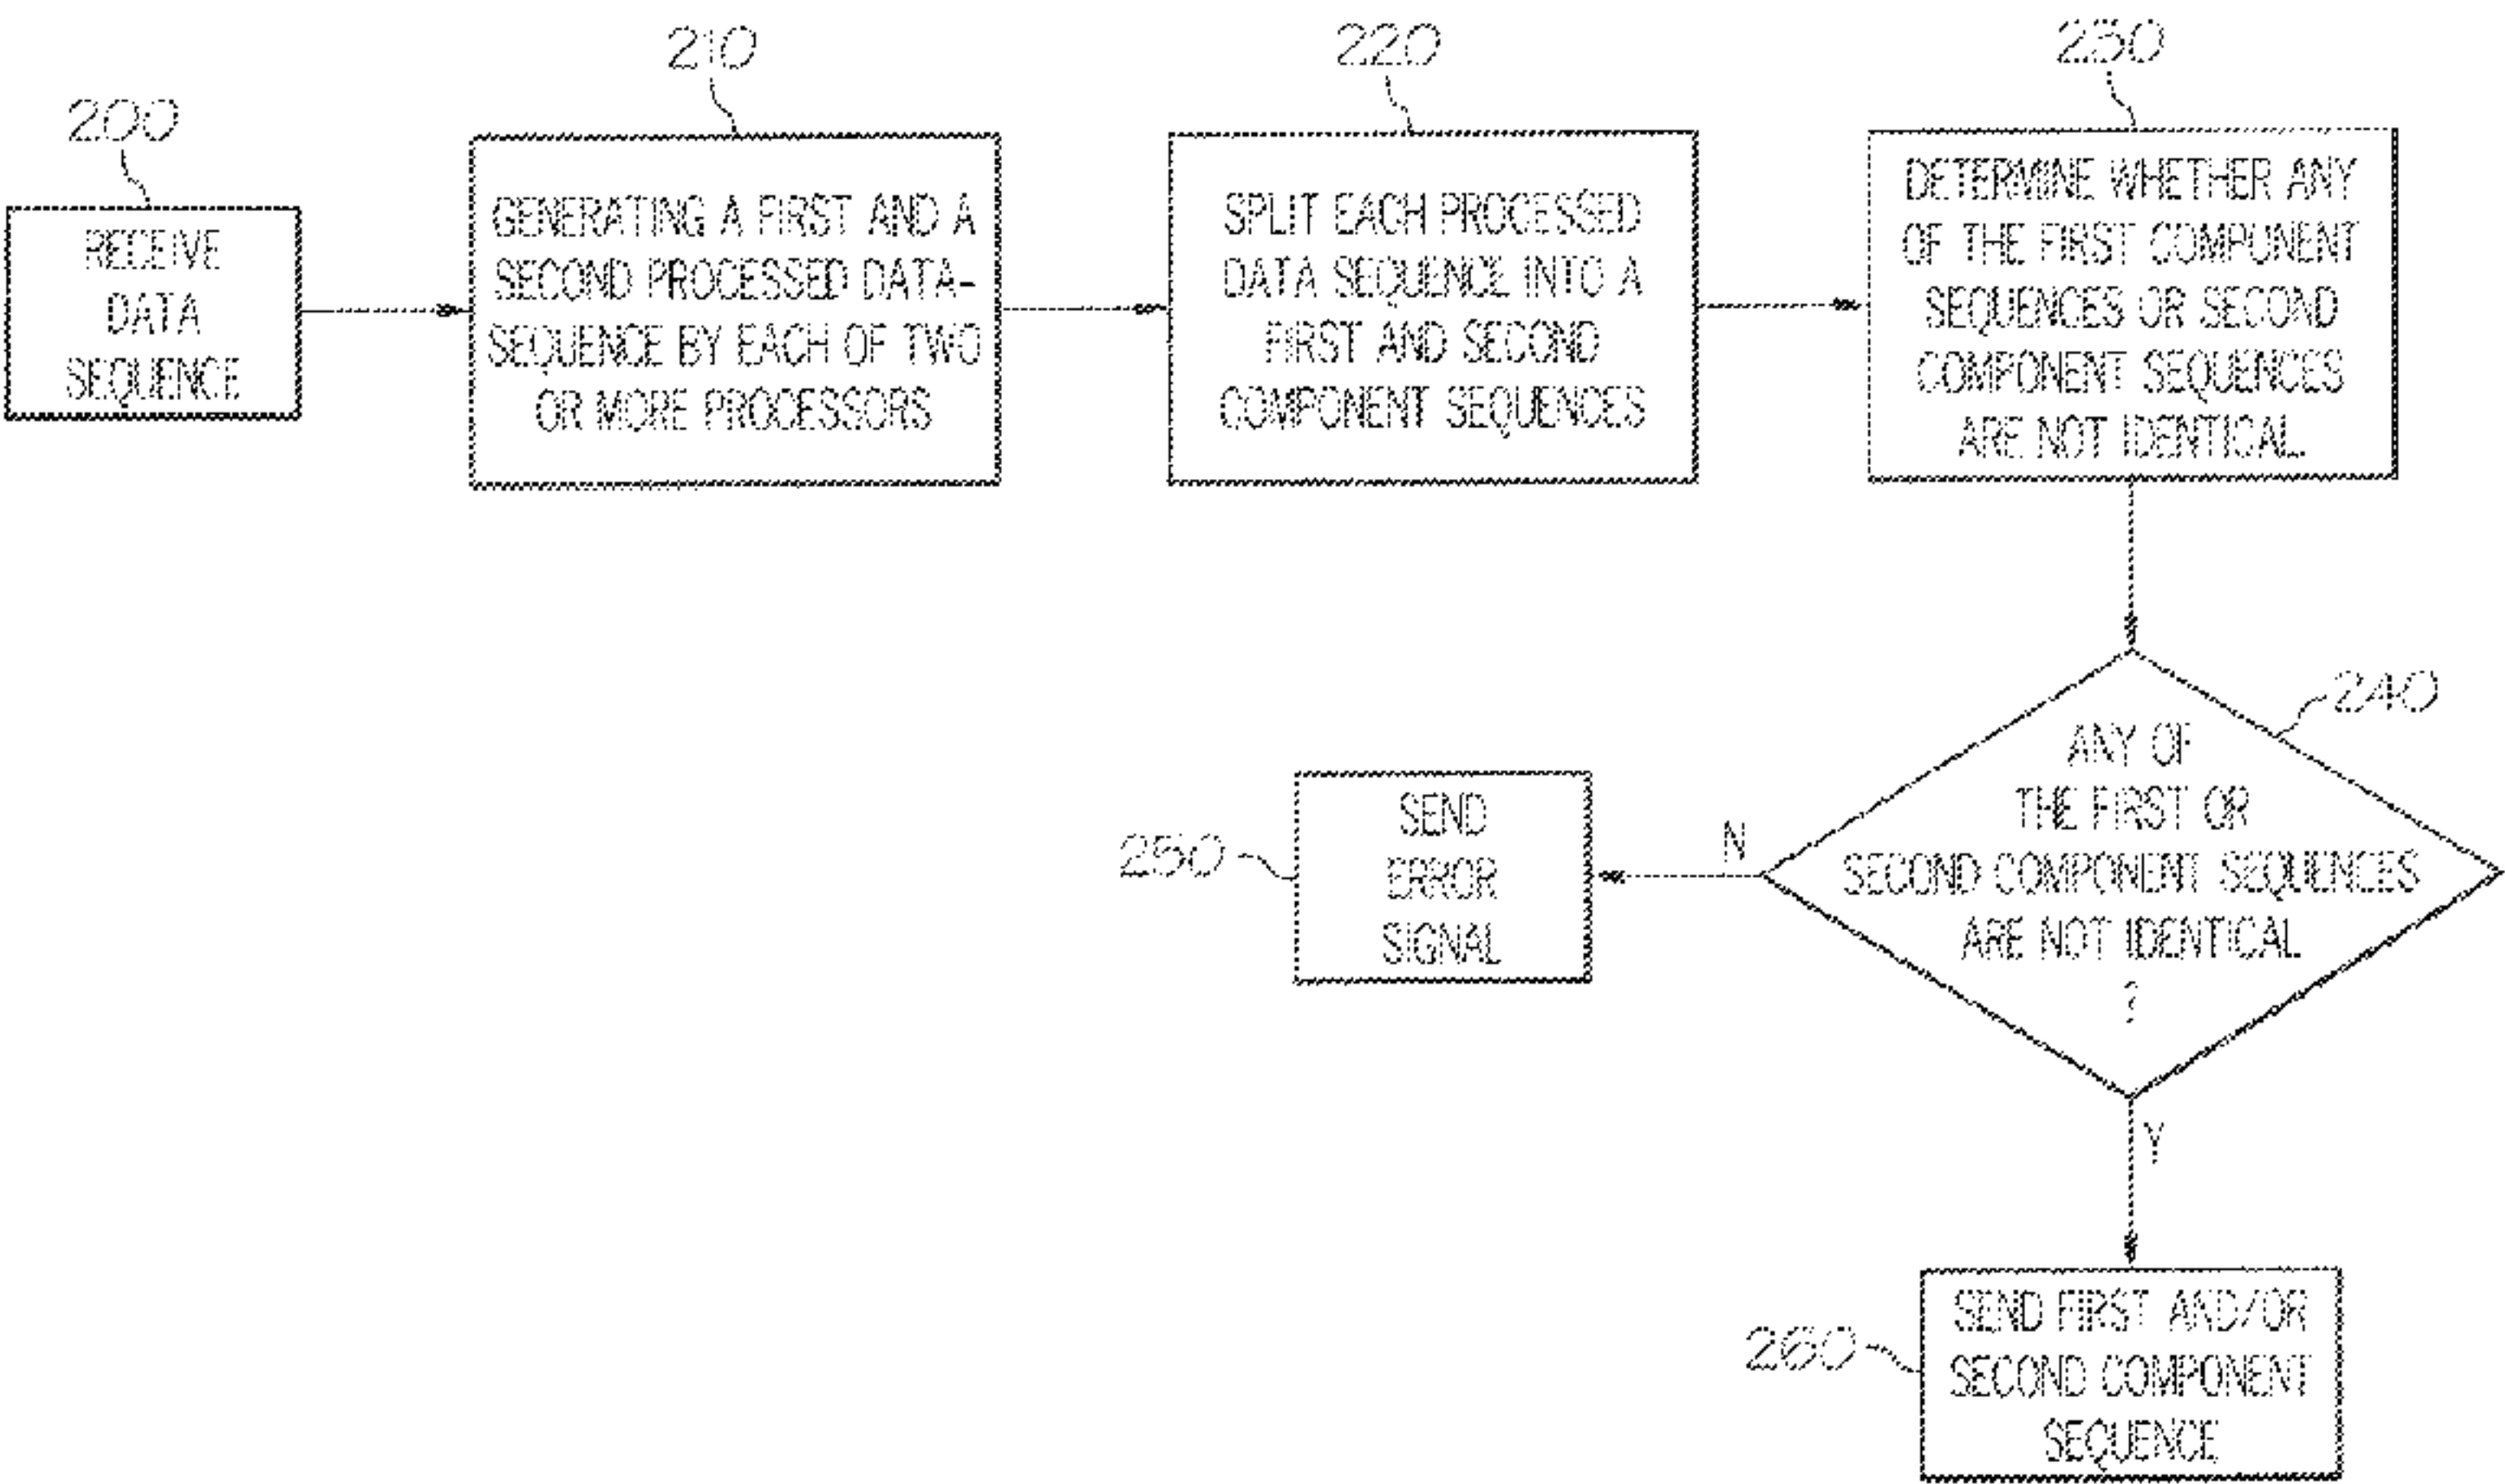 200
RECEIVE
DATA
SEQUENCE
210
GENERATING A FIRST AND A
SECOND PROCESSED DATA-
SEQUENCE BY EACH OF TWO
OR MORE PROCESSORS
220
SPLIT EACH PROCESSED
DATA SEQUENCE INTO A
FIRST AND SECOND
COMPONENT SEQUENCES
230
DETERMINE WHETHER ANY
OF THE FIRST COMPONENT
SEQUENCES OR SECOND
COMPONENT SEQUENCES
ARE NOT IDENTICAL
240
ANY OF
THE FIRST OR
SECOND COMPONENT SEQUENCES
ARE NOT IDENTICAL
?
N
250
SEND
ERROR
SIGNAL
Y
260
SEND FIRST AND/OR
SECOND COMPONENT
SEQUENCE